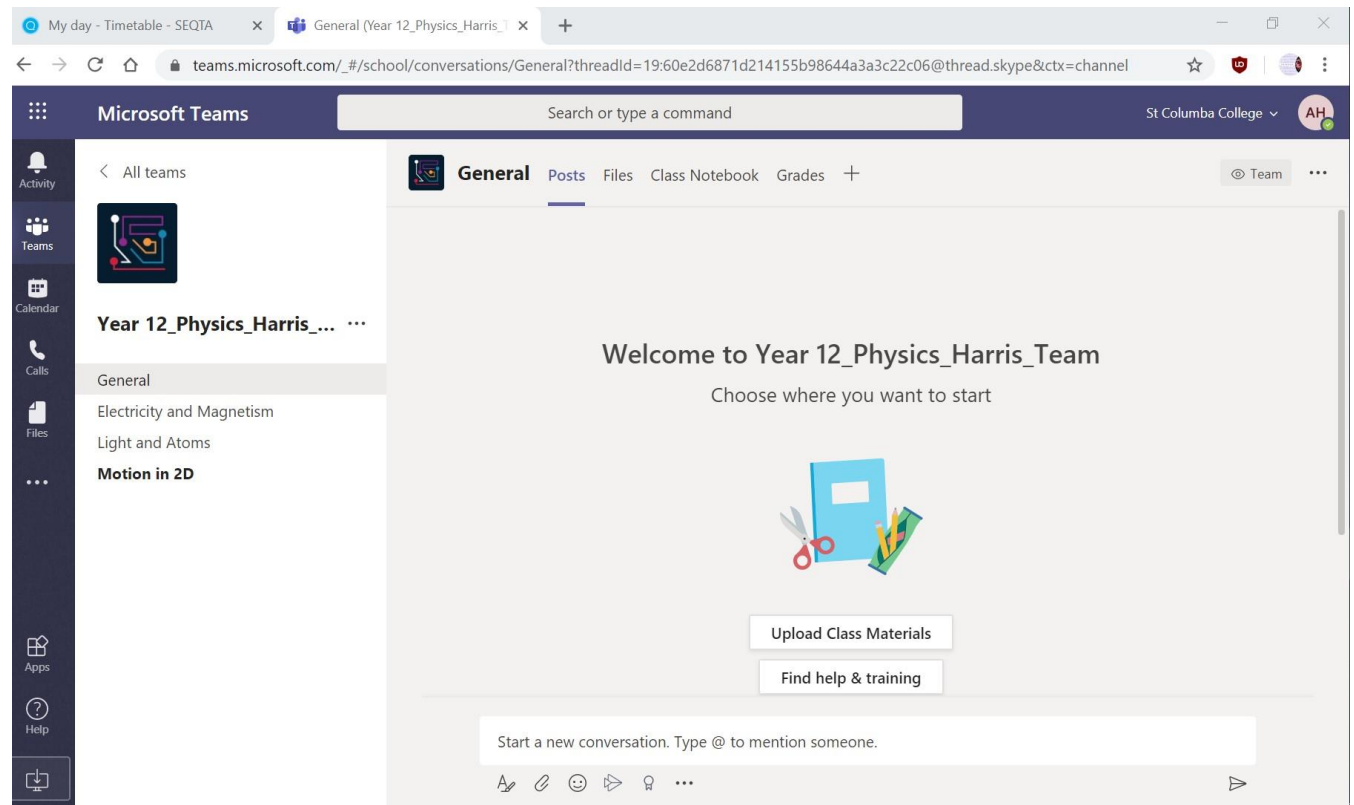 My day - Timetable - SEQTA
General (Year 12_Physics_Harris_T
teams.microsoft.com/_#/school/conversations/General?threadId=19:60e2d6871d214155b98644a3a3c22c06@thread.skype&ctx=channel
Microsoft Teams
Search or type a command
St Columba College
AH
Activity
Teams
Calendar
Calls
Files
Apps
Help
All teams
Year 12_Physics_Harris_... ...
General
Electricity and Magnetism
Light and Atoms
Motion in 2D
General Posts Files Class Notebook Grades +
Team ...
Welcome to Year 12_Physics_Harris_Team
Choose where you want to start
Upload Class Materials
Find help & training
Start a new conversation. Type @ to mention someone.